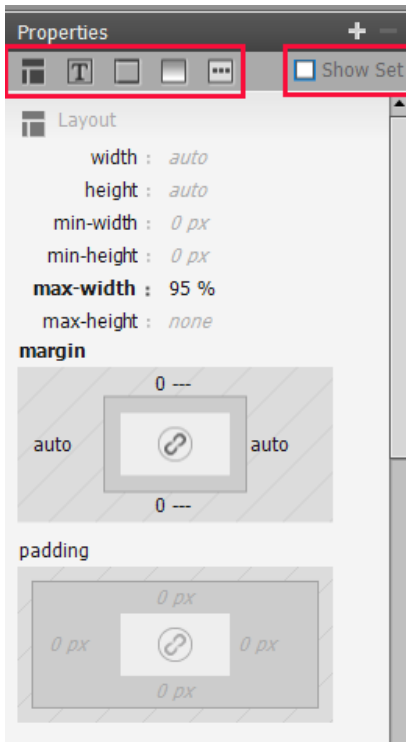 Properties
T
Show Set
Layout
width : auto
height : auto
min-width : 0 px
min-height : 0 px
max-width : 95 %
max-height : none
margin
0 ---
auto auto
0 ---
padding
0 px
0 px 0 px
0 px